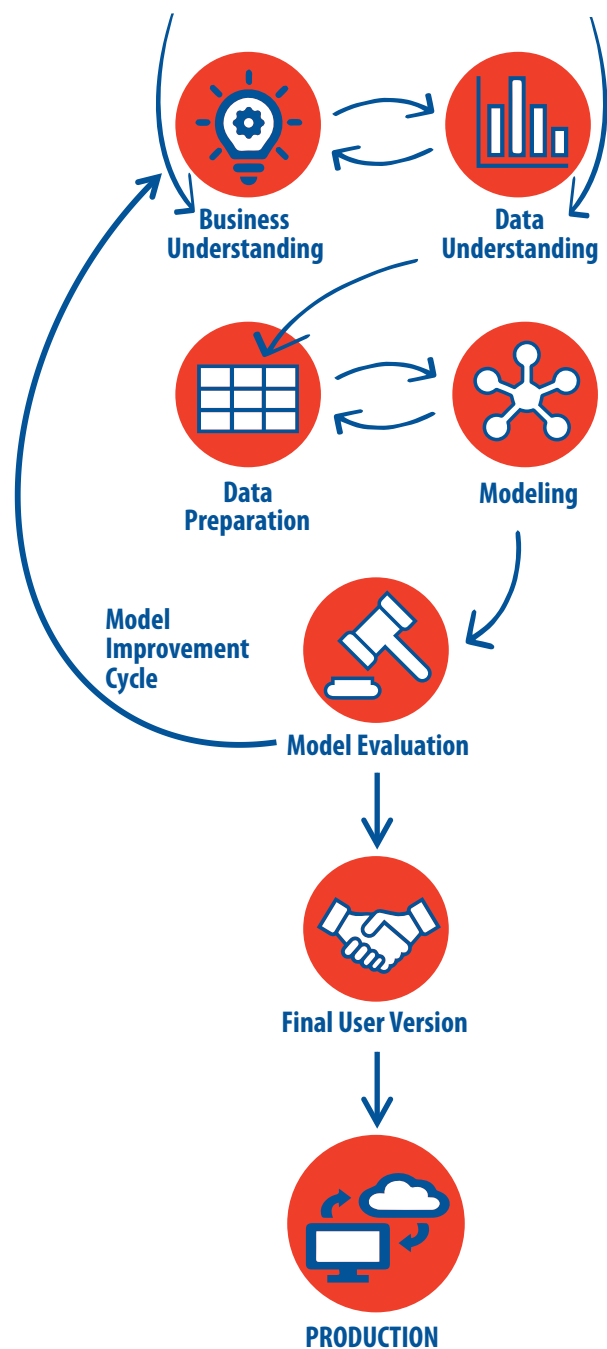 Business
Understanding
Data
Understanding
Data
Preparation
Modeling
Model
Improvement
Cycle
Model Evaluation
Final User Version
PRODUCTION